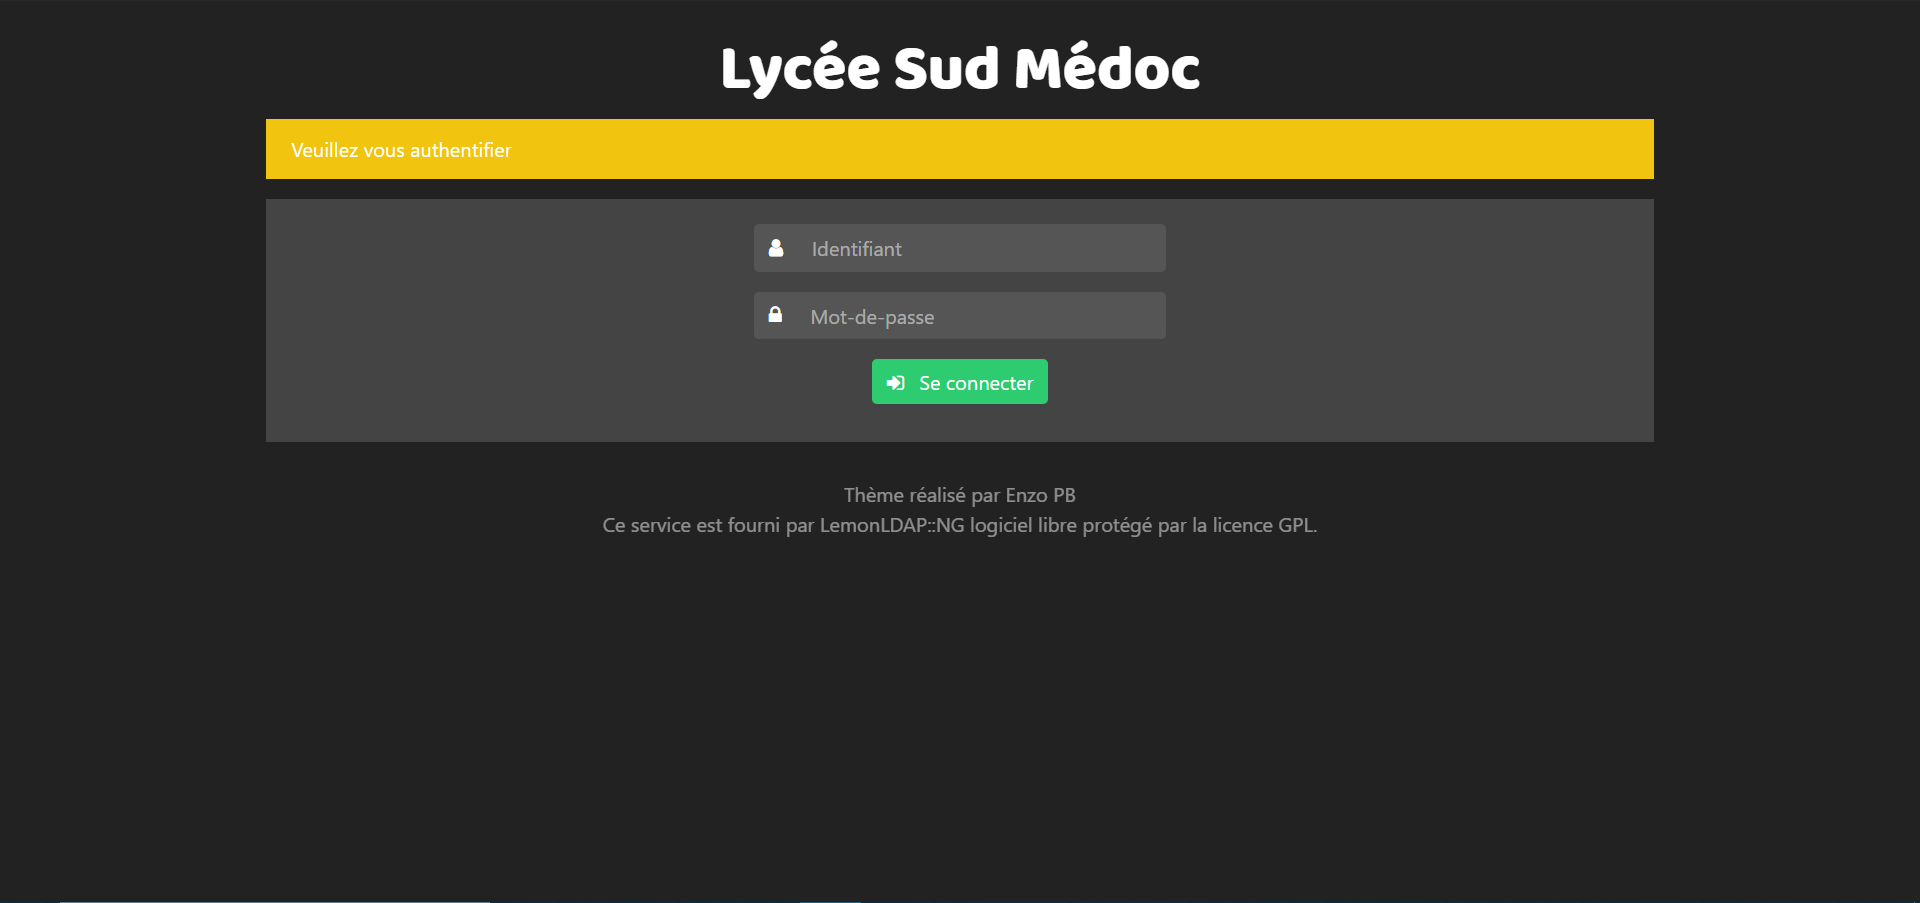 Lycée Sud Médoc
Veuillez vous authentifier
Identifiant
Mot-de-passe
Se connecter
Thème réalisé par Enzo PB
Ce service est fourni par LemonLDAP::NG logiciel libre protégé par la licence GPL.